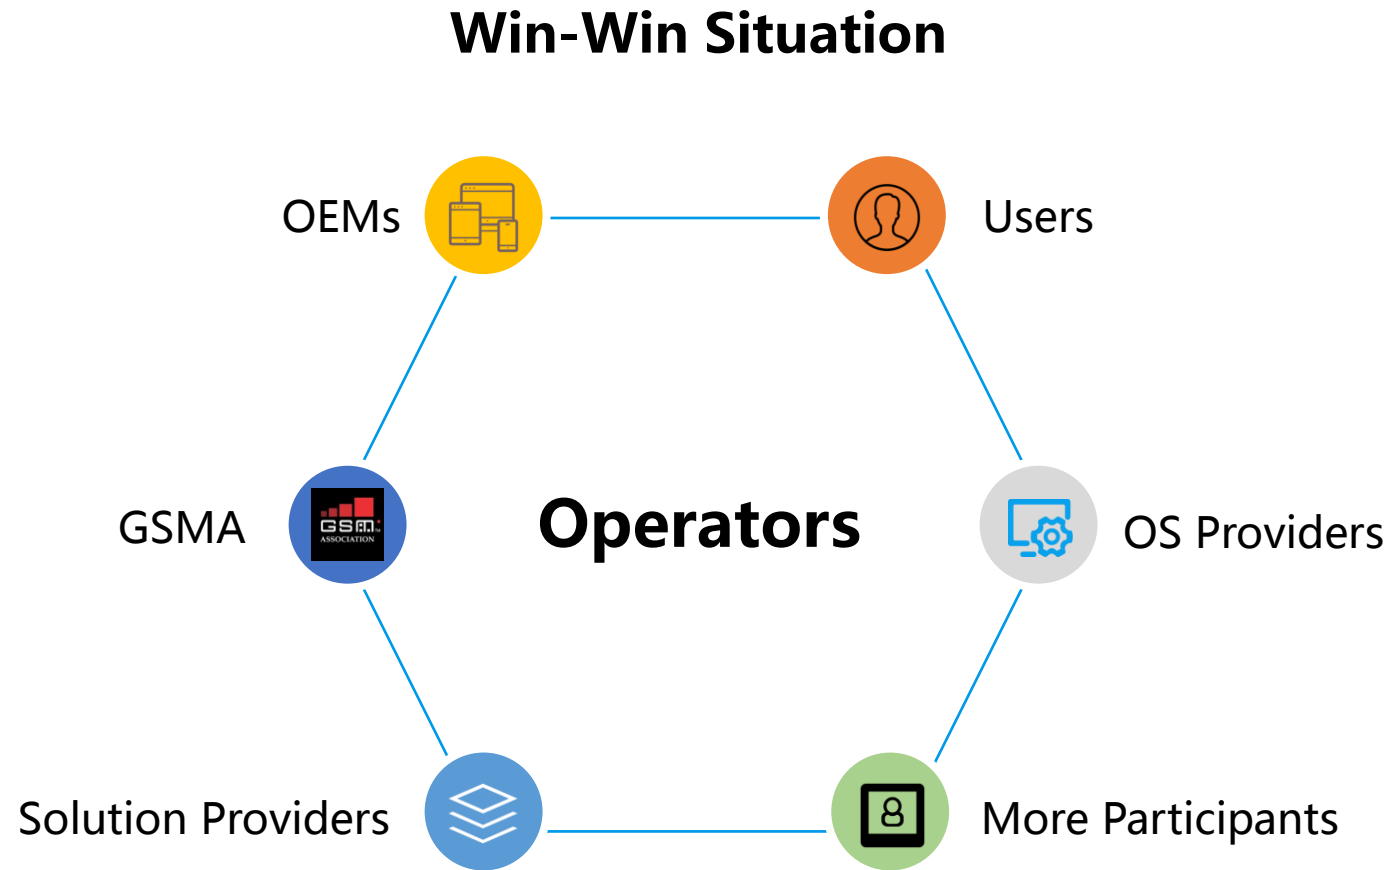 Win-Win Situation
OEMs
Users
GSMA
GSM
ASSOCIATION
Operators
OS Providers
Solution Providers
More Participants